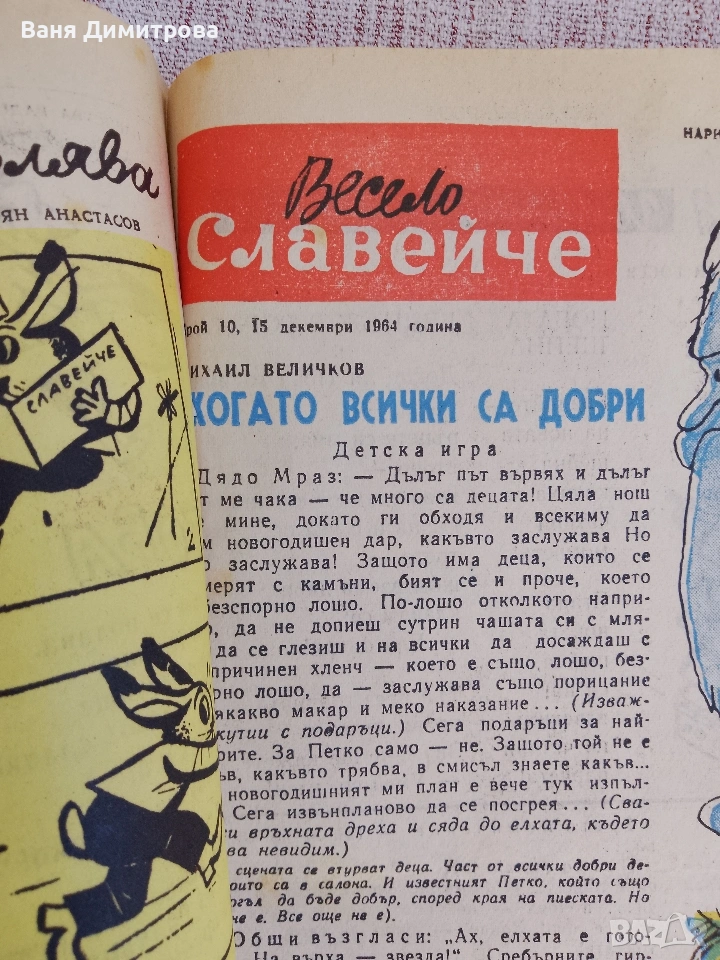 Ваня Димитрова
НАРИ
ЯН АНАСТАСОВ
СЛАВЕЙЧЕ
2
Весело
Славейче
рой 10, 15 декември 1964 година
ИХАИЛ ВЕЛИЧКОВ
КОГАТО ВСИЧКИ СА ДОБРИ
Детска игра
Дядо Мраз: — Дълъг път вървях и дълъг
т ме чака — че много са децата! Цяла нощ
е мине, докато ги обходя и всекиму да
м новогодишен дар, какъвто заслужава Но
о заслужава! Защото има деца, които се
мерят с камъни, бият се и проче, което
безспорно лошо. По-лошо отколкото напри-
о, да не допиеш сутрин чашата си с мля-
да се глезиш и на всички да досаждаш с
причинен хленч — което е също лошо, без-
рно лошо, да — заслужава също порицание
якакво макар и меко наказание... (Изваж-
кутии с подаръци.) Сега подаръци за най-
рите. За Петко само — не. Защото той не е
ъв, какъвто трябва, в смисъл знаете какъв...
новогодишният ми план е вече тук изпъл-
Сега извънпланово да се посгрея... (Сва-
и връхната дреха и сяда до елхата, където
ва невидим.)
сцената се втурват деца. Част от всички добри де-
оито са в салона. И известният Петко, който също
огъл да бъде добър, според края на пиеската. Но
не е. Все още не е).
Общи възгласи: „Ах, елхата е гото-
На върха — звезда!“ Сребърните гир-
BAZAR